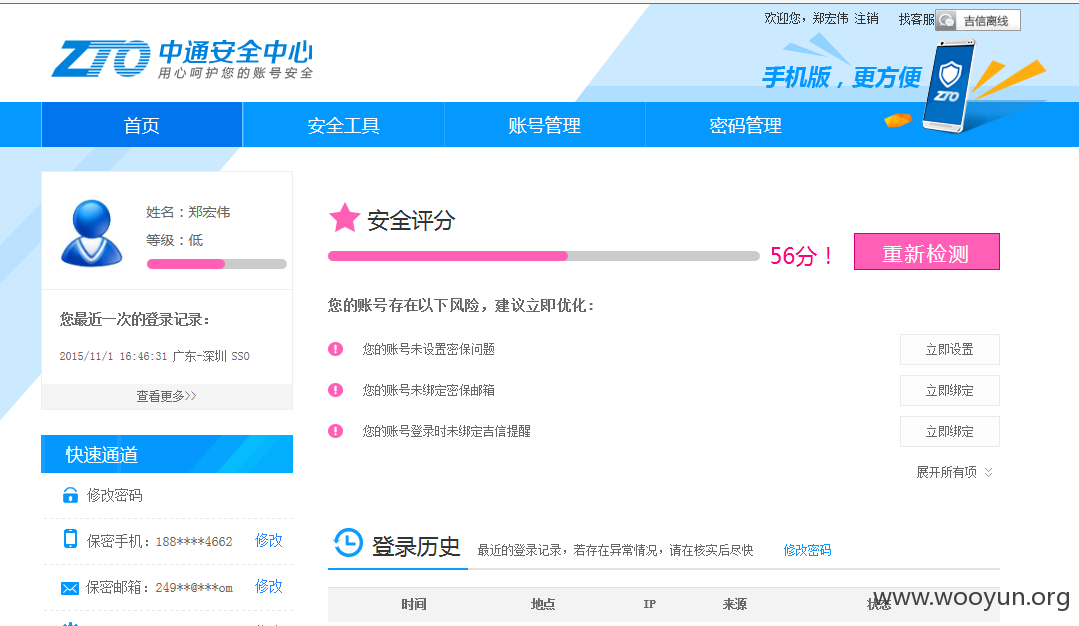 欢迎您，郑宏伟 注销 找客服 吉信离线
ZTO 中通安全中心
用心呵护您的账号安全
手机版，更方便
ZTO
首页 安全工具 账号管理 密码管理
姓名：郑宏伟
等级：低
您最近一次的登录记录：
2015/11/1 16:46:31 广东-深圳 SSO
查看更多>>
快速通道
修改密码
保密手机：188****4662 修改
保密邮箱：249**@***om 修改
安全评分
56分！ 重新检测
您的账号存在以下风险，建议立即优化：
您的账号未设置密保问题 立即设置
您的账号未绑定密保邮箱 立即绑定
您的账号登录时未绑定吉信提醒 立即绑定
展开所有项
登录历史 最近的登录记录，若存在异常情况，请在核实后尽快 修改密码
时间 地点 IP 来源 状态
www.wooyun.org